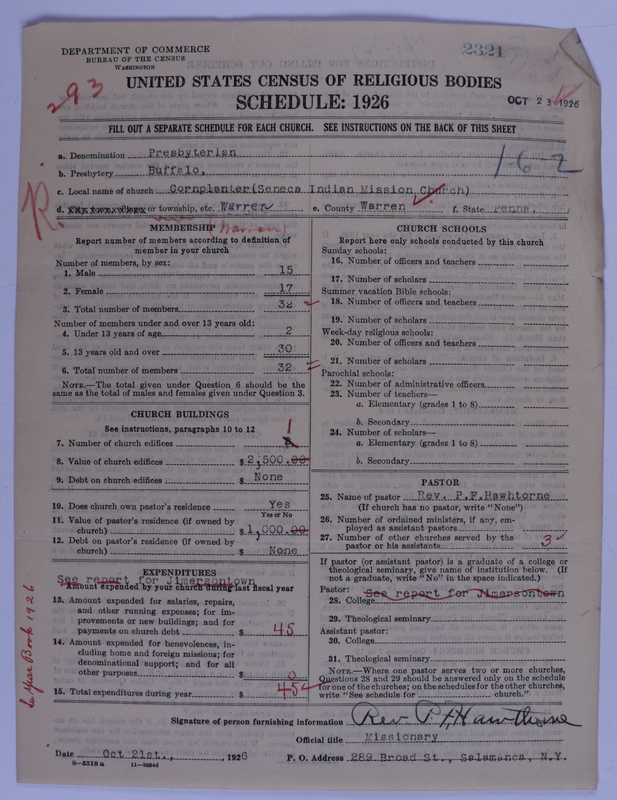 DEPARTMENT OF COMMERCE
BUREAU OF THE CENSUS
WASHINGTON
2321
293
UNITED STATES CENSUS OF RELIGIOUS BODIES
SCHEDULE: 1926
OCT 23 1926
FILL OUT A SEPARATE SCHEDULE FOR EACH CHURCH. SEE INSTRUCTIONS ON THE BACK OF THIS SHEET
a. Denomination Presbyterian
b. Presbytery Buffalo,
1-6-2
c. Local name of church Cornplanter(Seneca Indian Mission Church)
R.
d. City, town, village, or township, etc. Warren e. County Warren f. State Penna.
MEMBERSHIP (Warren)
Report number of members according to definition of
member in your church
Number of members, by sex:
1. Male 15
2. Female 17
3. Total number of members 32
Number of members under and over 13 years old:
4. Under 13 years of age 2
5. 13 years old and over 30
6. Total number of members 32
NOTE.—The total given under Question 6 should be the
same as the total of males and females given under Question 3.
CHURCH BUILDINGS
See instructions, paragraphs 10 to 12
7. Number of church edifices 1
8. Value of church edifices $ 2,500.00
9. Debt on church edifices $ None
10. Does church own pastor's residence Yes
Yes or No
11. Value of pastor's residence (if owned by
church) $ 1,000.00
12. Debt on pastor's residence (if owned by
church) $ None
EXPENDITURES
See report for Jimersontown
Amount expended by your church during last fiscal year
13. Amount expended for salaries, repairs,
and other running expenses; for im-
provements or new buildings; and for
payments on church debt $ 45
14. Amount expended for benevolences, in-
cluding home and foreign missions; for
denominational support; and for all
other purposes $ 0
15. Total expenditures during year $ 45
See Year Book 1926
CHURCH SCHOOLS
Report here only schools conducted by this church
Sunday schools:
16. Number of officers and teachers
17. Number of scholars
Summer vacation Bible schools:
18. Number of officers and teachers
19. Number of scholars
Week-day religious schools:
20. Number of officers and teachers
21. Number of scholars
Parochial schools:
22. Number of administrative officers
23. Number of teachers—
a. Elementary (grades 1 to 8)
b. Secondary
24. Number of scholars—
a. Elementary (grades 1 to 8)
b. Secondary
PASTOR
25. Name of pastor Rev. P.F.Hawhtorne
(If church has no pastor, write "None")
26. Number of ordained ministers, if any, em-
ployed as assistant pastors
27. Number of other churches served by the
pastor or his assistants 3
If pastor (or assistant pastor) is a graduate of a college or
theological seminary, give name of institution below. (If
not a graduate, write "No" in the space indicated.)
Pastor: See report for Jimersontown
28. College
29. Theological seminary
Assistant pastor:
30. College
31. Theological seminary
NOTE.—Where one pastor serves two or more churches,
Questions 28 and 29 should be answered only on the schedule
for one of the churches; on the schedules for the other churches,
write "See schedule for church."
Signature of person furnishing information Rev. P F Hawthorne
Official title Missionary
Date Oct 21st., 1926 P. O. Address 289 Broad St., Salamanca, N.Y.
8—5318 a